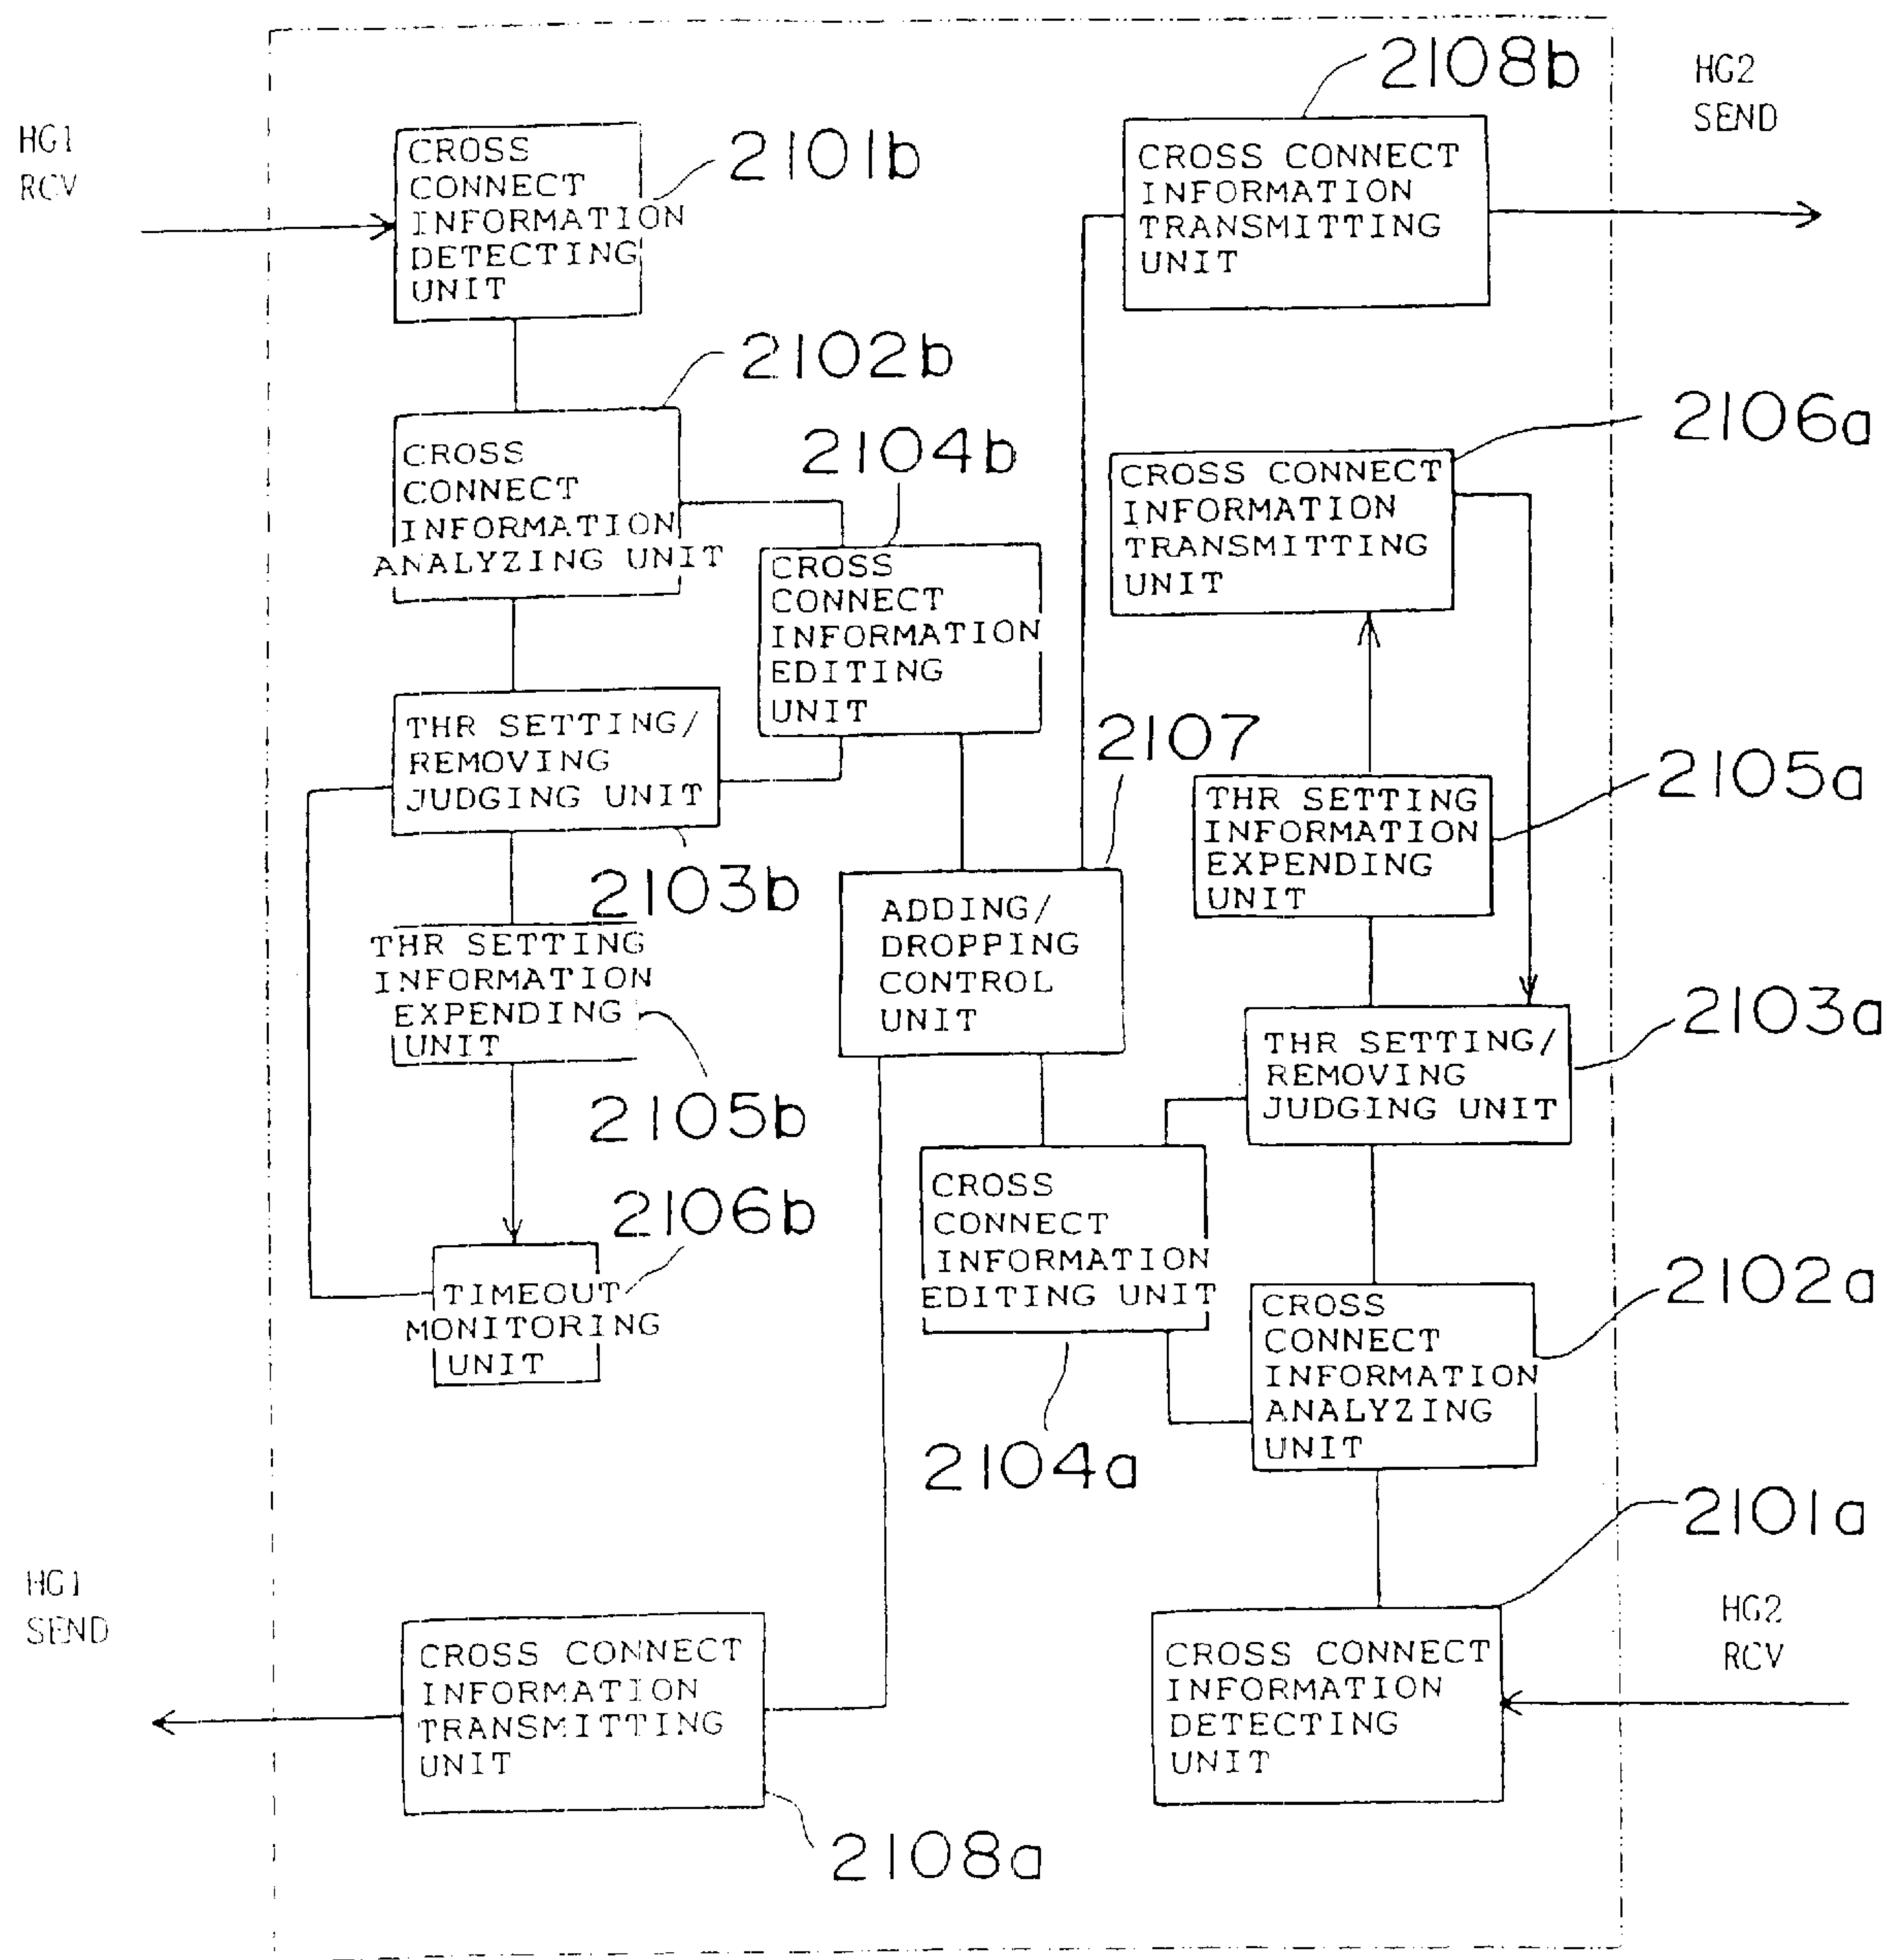 2108b
HG2
SEND
HG1
RCV
CROSS
CONNECT
INFORMATION
DETECTING
UNIT
2101b
CROSS CONNECT
INFORMATION
TRANSMITTING
UNIT
2102b
2106a
2104b
CROSS
CONNECT
INFORMATION
ANALYZING UNIT
CROSS CONNECT
INFORMATION
TRANSMITTING
UNIT
CROSS
CONNECT
INFORMATION
EDITING
UNIT
THR SETTING/
REMOVING
JUDGING UNIT
2107
2105a
THR SETTING
INFORMATION
EXPENDING
UNIT
2103b
ADDING/
DROPPING
CONTROL
UNIT
THR SETTING
INFORMATION
EXPENDING
UNIT
2103a
THR SETTING/
REMOVING
JUDGING UNIT
2105b
CROSS
CONNECT
INFORMATION
EDITING UNIT
2106b
TIMEOUT
MONITORING
UNIT
2102a
CROSS
CONNECT
INFORMATION
ANALYZING
UNIT
2104a
2101a
HG1
SEND
HG2
RCV
CROSS CONNECT
INFORMATION
TRANSMITTING
UNIT
CROSS CONNECT
INFORMATION
DETECTING
UNIT
2108a